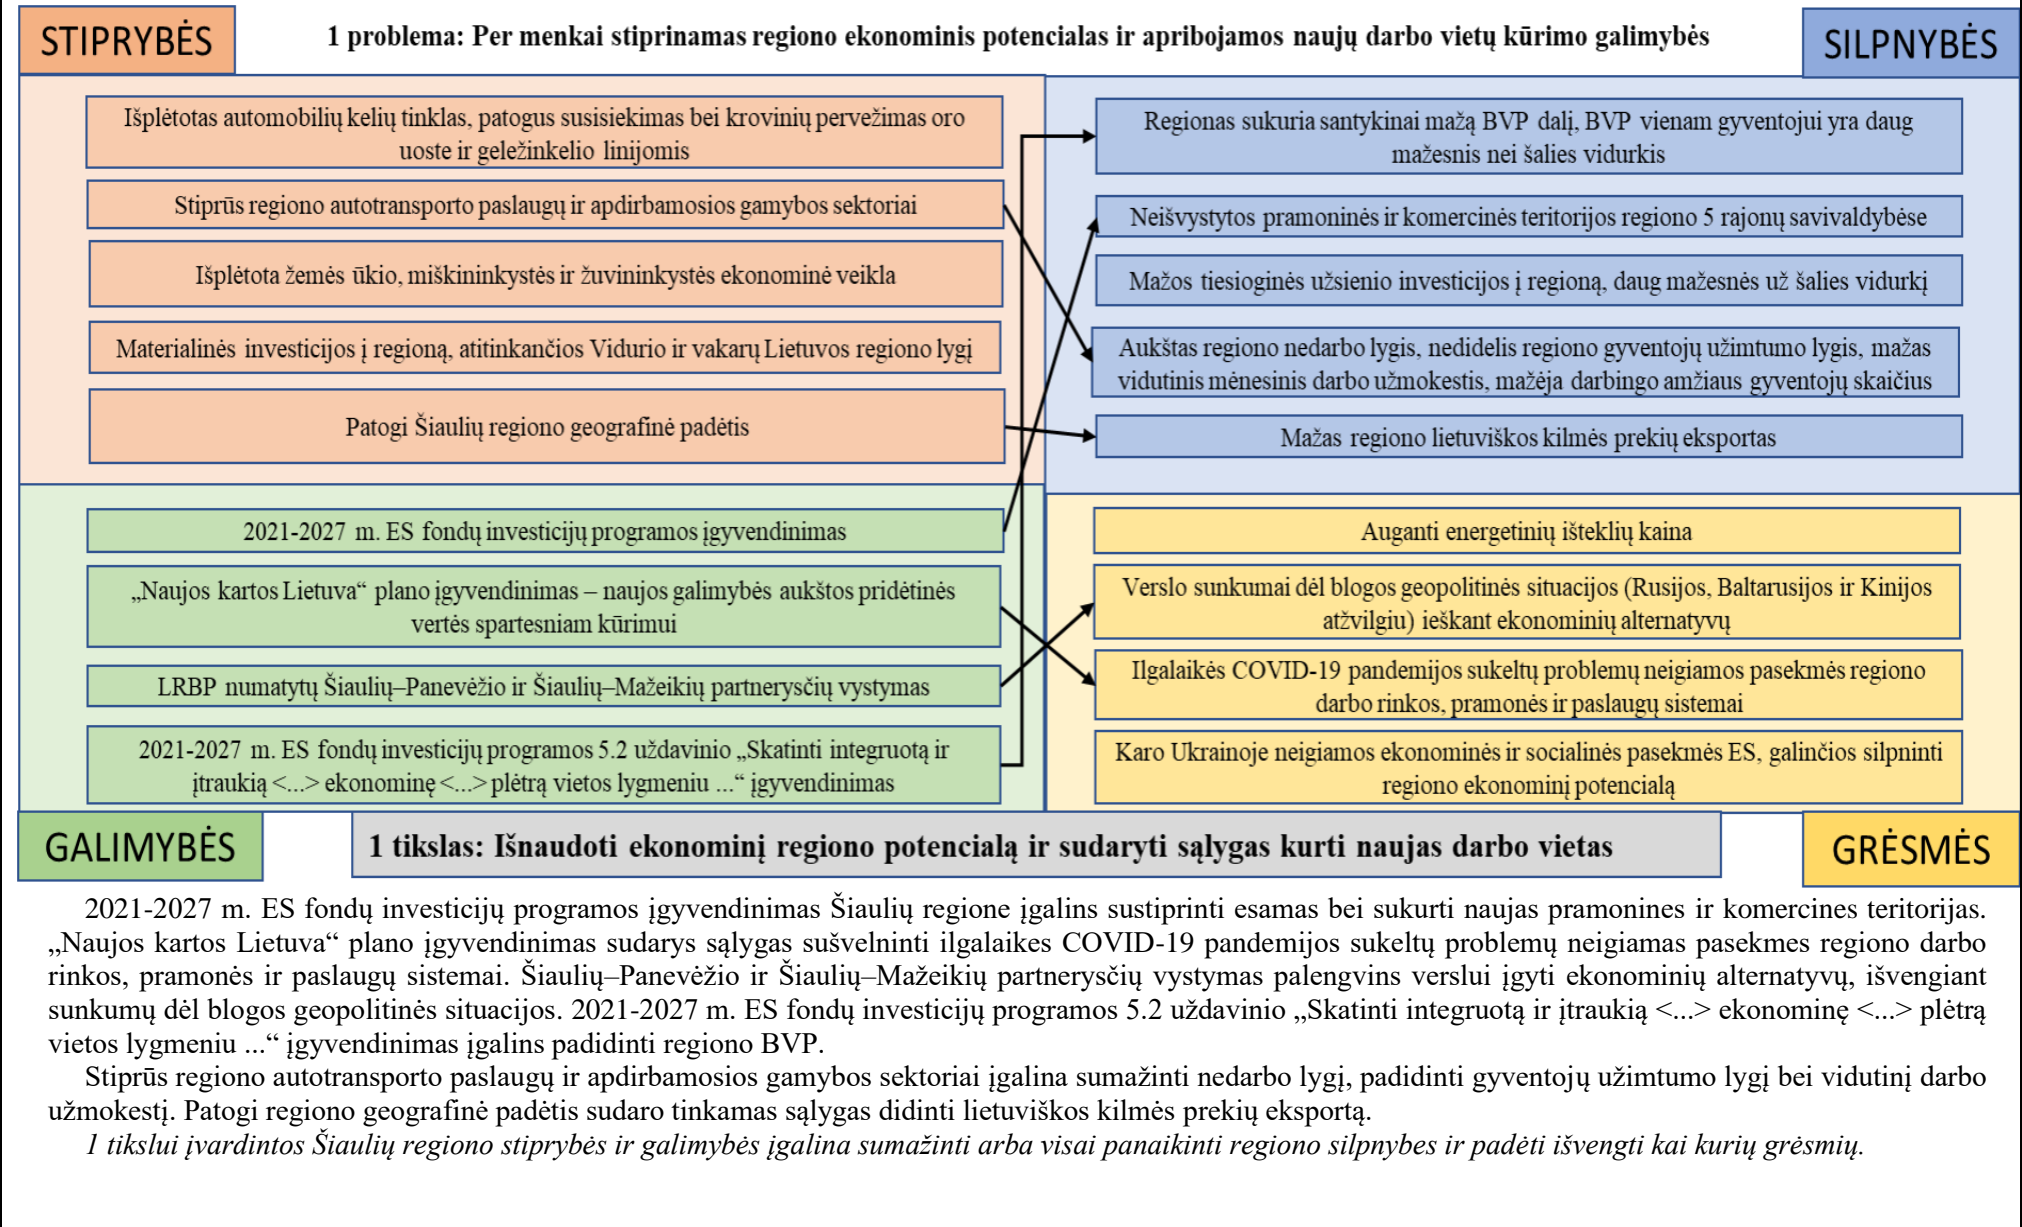 STIPRYBĖS
1 problema: Per menkai stiprinamas regiono ekonominis potencialas ir apribojamos naujų darbo vietų kūrimo galimybės
SILPNYBĖS
Išplėtotas automobilių kelių tinklas, patogus susisiekimas bei krovinių pervežimas oro
uoste ir geležinkelio linijomis
Stiprūs regiono autotransporto paslaugų ir apdirbamosios gamybos sektoriai
Išplėtota žemės ūkio, miškininkystės ir žuvininkystės ekonominė veikla
Materialinės investicijos į regioną, atitinkančios Vidurio ir vakarų Lietuvos regiono lygį
Patogi Šiaulių regiono geografinė padėtis
Regionas sukuria santykinai mažą BVP dalį, BVP vienam gyventojui yra daug
mažesnis nei šalies vidurkis
Neišvystytos pramoninės ir komercinės teritorijos regiono 5 rajonų savivaldybėse
Mažos tiesioginės užsienio investicijos į regioną, daug mažesnės už šalies vidurkį
Aukštas regiono nedarbo lygis, nedidelis regiono gyventojų užimtumo lygis, mažas
vidutinis mėnesinis darbo užmokestis, mažėja darbingo amžiaus gyventojų skaičius
Mažas regiono lietuviškos kilmės prekių eksportas
2021-2027 m. ES fondų investicijų programos įgyvendinimas
„Naujos kartos Lietuva“ plano įgyvendinimas – naujos galimybės aukštos pridėtinės
vertės spartesniam kūrimui
LRBP numatytų Šiaulių–Panevėžio ir Šiaulių–Mažeikių partnerysčių vystymas
2021-2027 m. ES fondų investicijų programos 5.2 uždavinio „Skatinti integruotą ir
įtraukią <...> ekonominę <...> plėtrą vietos lygmeniu ...“ įgyvendinimas
Auganti energetinių išteklių kaina
Verslo sunkumai dėl blogos geopolitinės situacijos (Rusijos, Baltarusijos ir Kinijos
atžvilgiu) ieškant ekonominių alternatyvų
Ilgalaikės COVID-19 pandemijos sukeltų problemų neigiamos pasekmės regiono
darbo rinkos, pramonės ir paslaugų sistemai
Karo Ukrainoje neigiamos ekonominės ir socialinės pasekmės ES, galinčios silpninti
regiono ekonominį potencialą
GALIMYBĖS
1 tikslas: Išnaudoti ekonominį regiono potencialą ir sudaryti sąlygas kurti naujas darbo vietas
GRĖSMĖS
2021-2027 m. ES fondų investicijų programos įgyvendinimas Šiaulių regione įgalins sustiprinti esamas bei sukurti naujas pramonines ir komercines teritorijas.
„Naujos kartos Lietuva“ plano įgyvendinimas sudarys sąlygas sušvelninti ilgalaikes COVID-19 pandemijos sukeltų problemų neigiamas pasekmes regiono darbo
rinkos, pramonės ir paslaugų sistemai. Šiaulių–Panevėžio ir Šiaulių–Mažeikių partnerysčių vystymas palengvins verslui įgyti ekonominių alternatyvų, išvengiant
sunkumų dėl blogos geopolitinės situacijos. 2021-2027 m. ES fondų investicijų programos 5.2 uždavinio „Skatinti integruotą ir įtraukią <...> ekonominę <...> plėtrą
vietos lygmeniu ...“ įgyvendinimas įgalins padidinti regiono BVP.
Stiprūs regiono autotransporto paslaugų ir apdirbamosios gamybos sektoriai įgalina sumažinti nedarbo lygį, padidinti gyventojų užimtumo lygį bei vidutinį darbo
užmokestį. Patogi regiono geografinė padėtis sudaro tinkamas sąlygas didinti lietuviškos kilmės prekių eksportą.
1 tikslui įvardintos Šiaulių regiono stiprybės ir galimybės įgalina sumažinti arba visai panaikinti regiono silpnybes ir padėti išvengti kai kurių grėsmių.